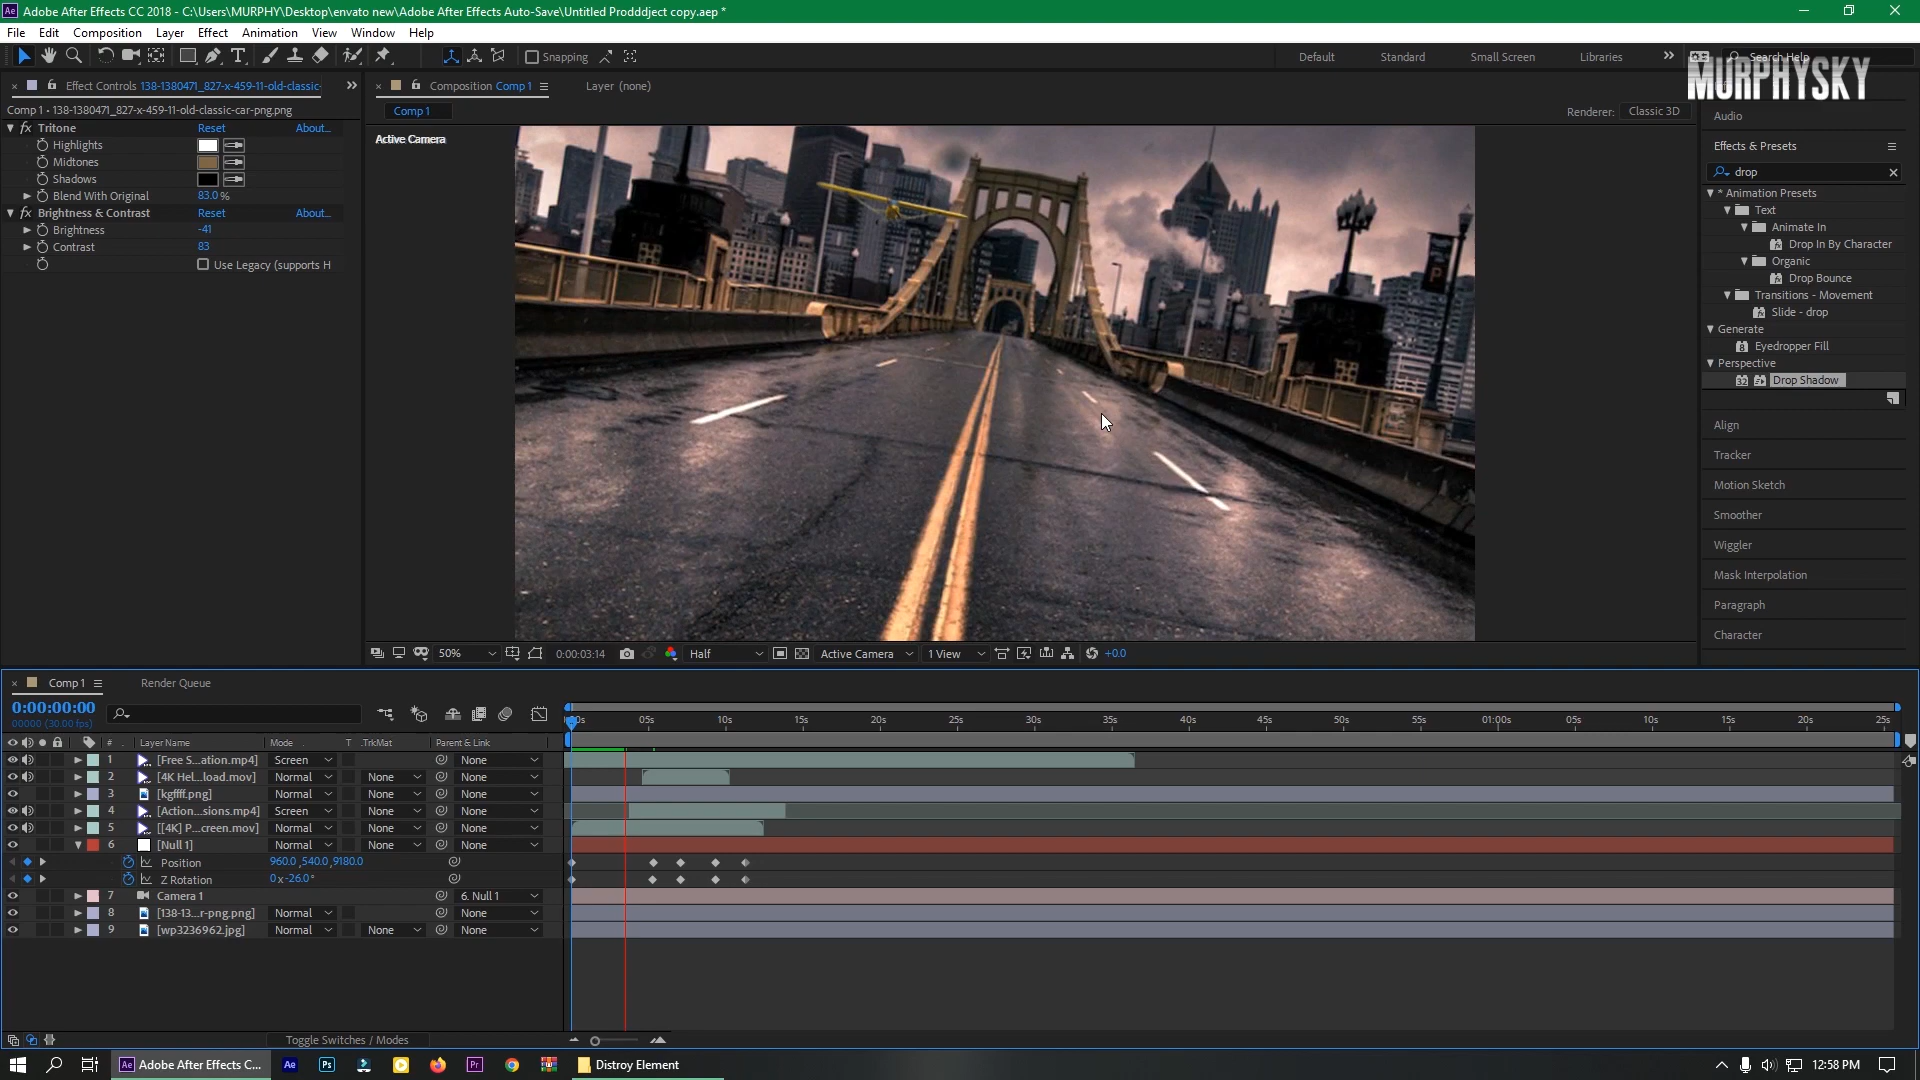 Adobe After Effects CC 2018 - C:\Users\MURPHY\Desktop\envato new\Adobe After Effects Auto-Save\Untitled Prodddject copy.aep *
File Edit Composition Layer Effect Animation View Window Help
Snapping
Default Standard Small Screen Libraries
Search Help
MURPHYSKY
Effect Controls 138-1380471_827-x-459-11-old-classic-
Composition Comp 1
Layer (none)
Comp 1 • 138-1380471_827-x-459-11-old-classic-car-png.png
Comp 1
Renderer: Classic 3D
Active Camera
fx Tritone Reset About...
Highlights
Midtones
Shadows
Blend With Original 83.0 %
fx Brightness & Contrast Reset About...
Brightness -41
Contrast 83
Use Legacy (supports H
Audio
Effects & Presets
drop
* Animation Presets
Text
Animate In
Drop In By Character
Organic
Drop Bounce
Transitions - Movement
Slide - drop
Generate
Eyedropper Fill
Perspective
Drop Shadow
Align
Tracker
Motion Sketch
Smoother
Wiggler
Mask Interpolation
Paragraph
Character
50% 0:00:03:14 Half Active Camera 1 View +0.0
Comp 1 Render Queue
0:00:00:00
00000 (30.00 fps)
05s 10s 15s 20s 25s 30s 35s 40s 45s 50s 55s 01:00s 05s 10s 15s 20s 25s
# Layer Name Mode T .TrkMat Parent & Link
1 [Free S...ation.mp4] Screen None
2 [4K Hel...load.mov] Normal None None
3 [kgffff.png] Normal None None
4 [Action...sions.mp4] Screen None None
5 [[4K] P...creen.mov] Normal None None
6 [Null 1] Normal None None
Position 960.0,540.0,9180.0
Z Rotation 0x-26.0°
7 Camera 1 6. Null 1
8 [138-13...r-png.png] Normal None
9 [wp3236962.jpg] Normal None None
Toggle Switches / Modes
Adobe After Effects C...
Distroy Element
12:58 PM